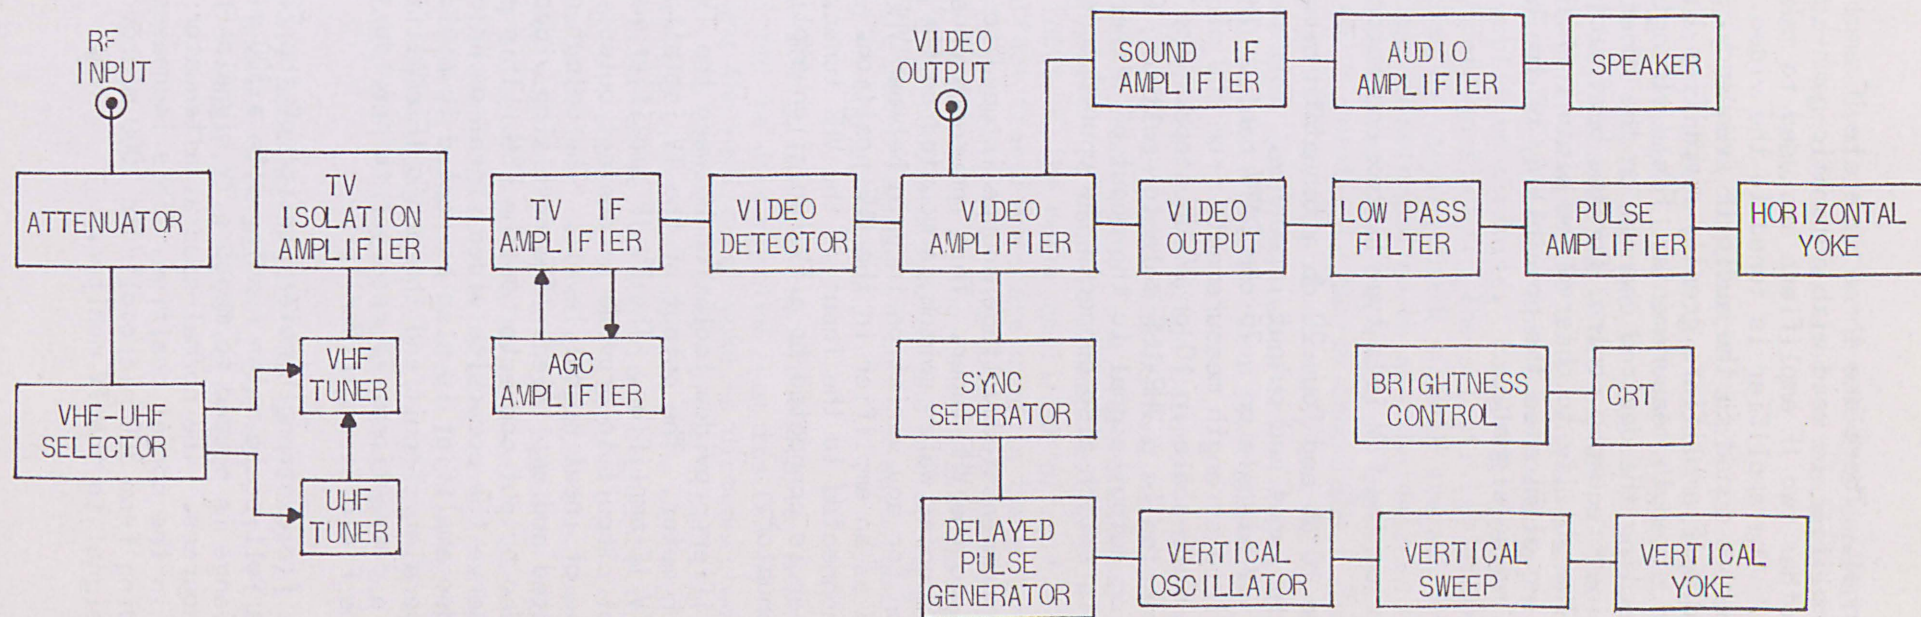 RF
INPUT
VIDEO
OUTPUT
SOUND IF
AMPLIFIER
AUDIO
AMPLIFIER
SPEAKER
ATTENUATOR
TV
ISOLATION
AMPLIFIER
TV IF
AMPLIFIER
VIDEO
DETECTOR
VIDEO
AMPLIFIER
VIDEO
OUTPUT
LOW PASS
FILTER
PULSE
AMPLIFIER
HORIZONTAL
YOKE
VHF-UHF
SELECTOR
VHF
TUNER
UHF
TUNER
AGC
AMPLIFIER
SYNC
SEPERATOR
BRIGHTNESS
CONTROL
CRT
DELAYED
PULSE
GENERATOR
VERTICAL
OSCILLATOR
VERTICAL
SWEEP
VERTICAL
YOKE